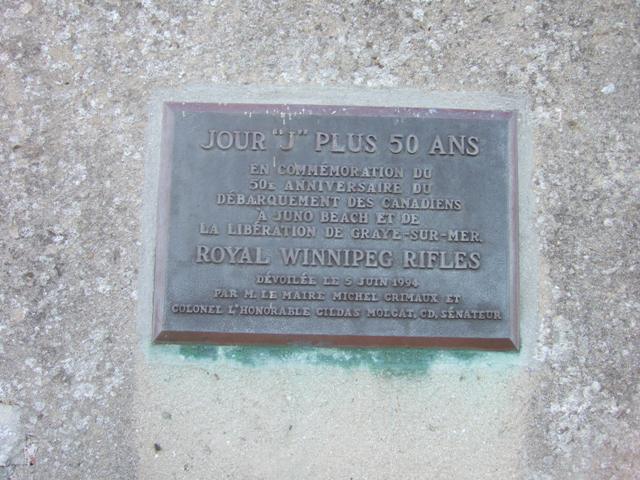 JOUR "J" PLUS 50 ANS
EN COMMÉMORATION DU
50E ANNIVERSAIRE DU
DÉBARQUEMENT DES CANADIENS
À JUNO BEACH ET DE
LA LIBÉRATION DE GRAYE-SUR-MER.
ROYAL WINNIPEG RIFLES
DÉVOILÉE LE 5 JUIN 1994
PAR M. LE MAIRE MICHEL GRIMAUX ET
COLONEL L'HONORABLE GILDAS MOLGAT, CD, SÉNATEUR